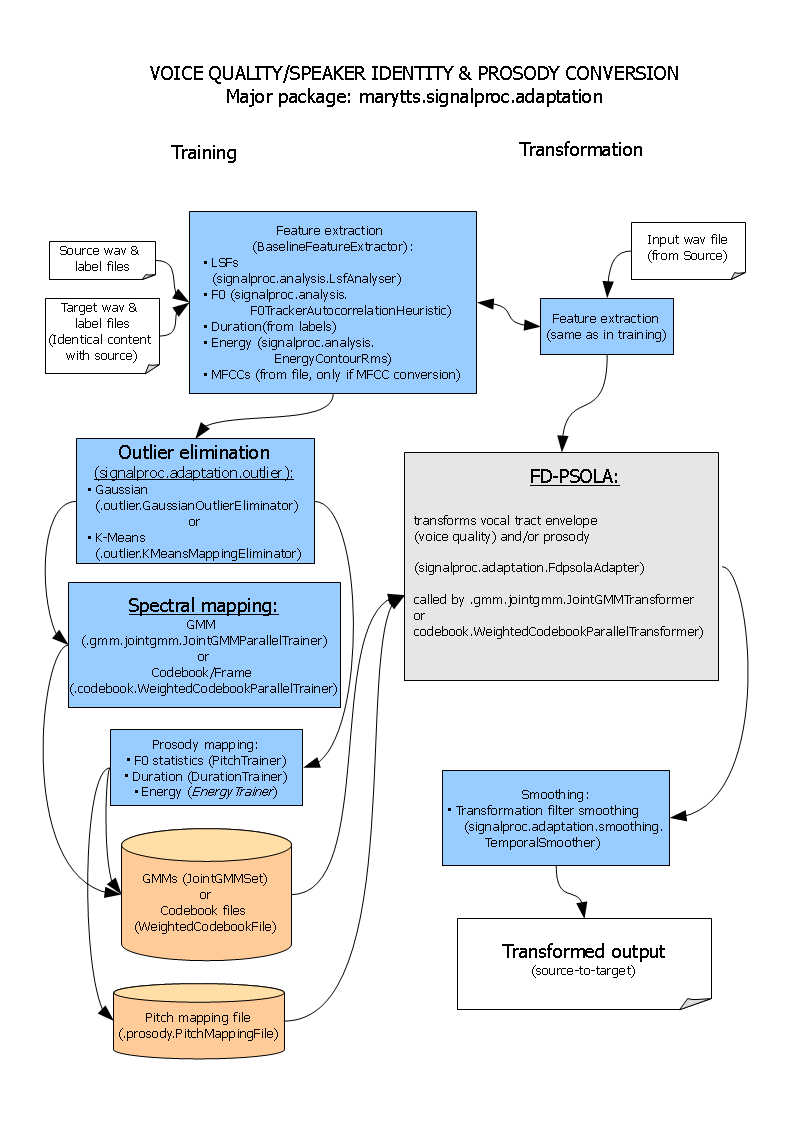 VOICE QUALITY/SPEAKER IDENTITY & PROSODY CONVERSION
Major package: marytts.signalproc.adaptation
Training
Transformation
Source wav &
label files
Target wav &
label files
(Identical content
with source)
Feature extraction
(BaselineFeatureExtractor):
• LSFs
(signalproc.analysis.LsfAnalyser)
• F0 (signalproc.analysis.
F0TrackerAutocorrelationHeuristic)
• Duration(from labels)
• Energy (signalproc.analysis.
EnergyContourRms)
• MFCCs (from file, only if MFCC conversion)
Input wav file
(from Source)
Feature extraction
(same as in training)
Outlier elimination
(signalproc.adaptation.outlier):
• Gaussian
(.outlier.GaussianOutlierEliminator)
or
• K-Means
(.outlier.KMeansMappingEliminator)
Spectral mapping:
GMM
(.gmm.jointgmm.JointGMMParallelTrainer)
or
Codebook/Frame
(.codebook.WeightedCodebookParallelTrainer)
Prosody mapping:
• F0 statistics (PitchTrainer)
• Duration (DurationTrainer)
• Energy (EnergyTrainer)
GMMs (JointGMMSet)
or
Codebook files
(WeightedCodebookFile)
Pitch mapping file
(.prosody.PitchMappingFile)
FD-PSOLA:
transforms vocal tract envelope
(voice quality) and/or prosody
(signalproc.adaptation.FdpsolaAdapter)
called by .gmm.jointgmm.JointGMMTransformer
or
codebook.WeightedCodebookParallelTransformer)
Smoothing:
• Transformation filter smoothing
(signalproc.adaptation.smoothing.
TemporalSmoother)
Transformed output
(source-to-target)